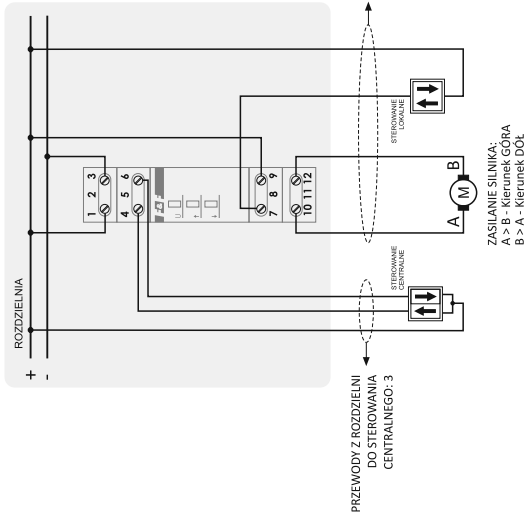 ROZDZIELNIA
+
-
1 2 3
4 5 6
U
7 8 9
10 11 12
STEROWANIE
LOKALNE
B
M
A
ZASILANIE SILNIKA:
A > B - Kierunek GÓRA
B > A - Kierunek DÓŁ
STEROWANIE
CENTRALNE
PRZEWODY Z ROZDZIELNI
DO STEROWANIA
CENTRALNEGO: 3